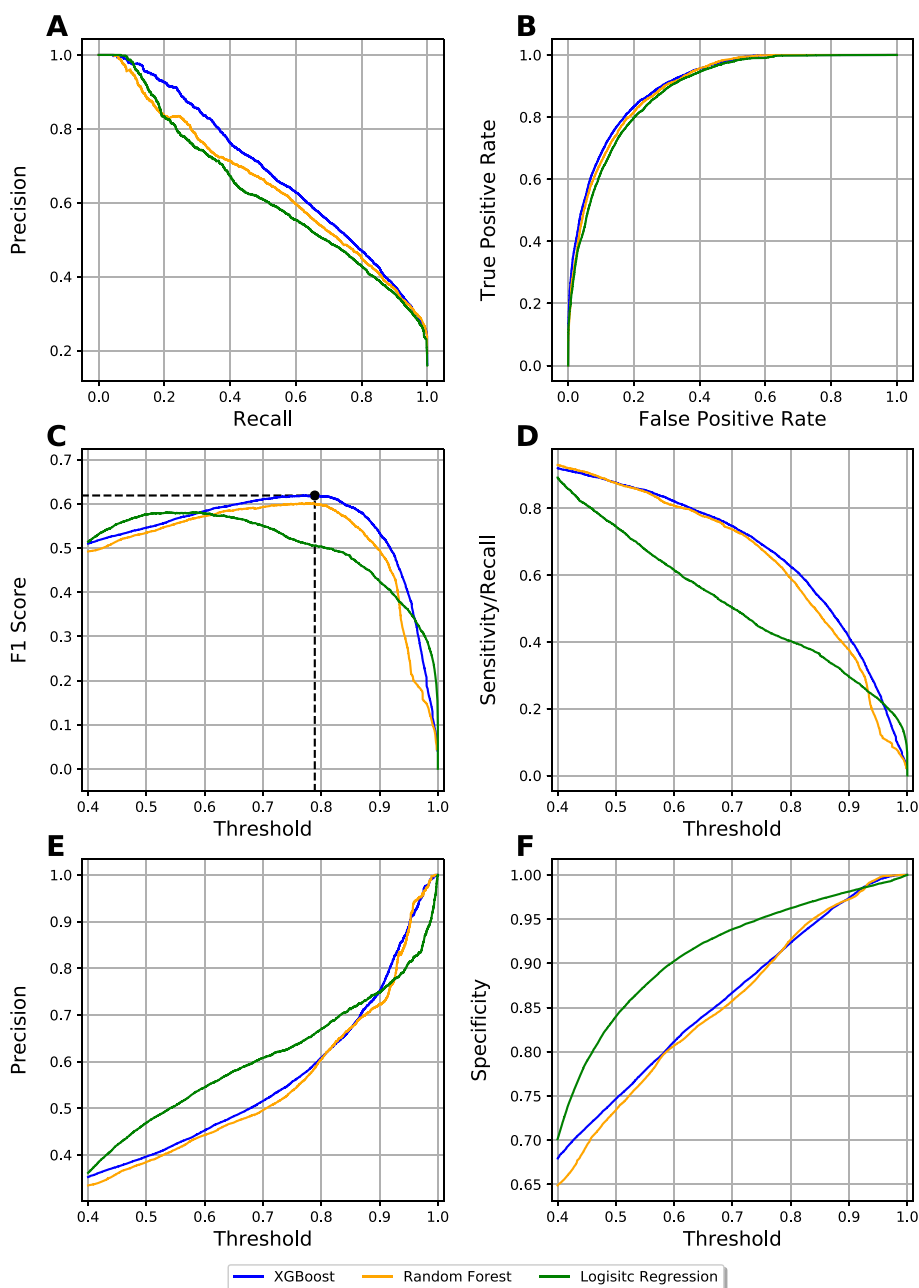 A
B
1.0
0.8
0.6
0.4
0.2
Precision
0.0 0.2 0.4 0.6 0.8 1.0
Recall
1.0
0.8
0.6
0.4
0.2
0.0
True Positive Rate
0.0 0.2 0.4 0.6 0.8 1.0
False Positive Rate
C
D
0.7
0.6
0.5
0.4
0.3
0.2
0.1
0.0
F1 Score
0.4 0.5 0.6 0.7 0.8 0.9 1.0
Threshold
0.8
0.6
0.4
0.2
0.0
Sensitivity/Recall
0.4 0.5 0.6 0.7 0.8 0.9 1.0
Threshold
E
F
1.0
0.9
0.8
0.7
0.6
0.5
0.4
Precision
0.4 0.5 0.6 0.7 0.8 0.9 1.0
Threshold
1.00
0.95
0.90
0.85
0.80
0.75
0.70
0.65
Specificity
0.4 0.5 0.6 0.7 0.8 0.9 1.0
Threshold
XGBoost Random Forest Logisitc Regression